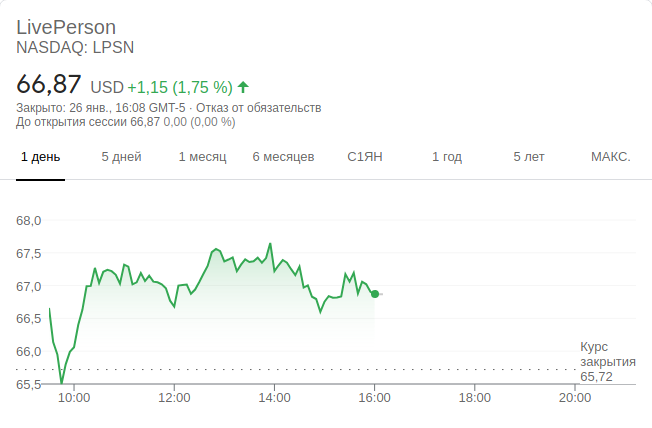 LivePerson
NASDAQ: LPSN
66,87 USD +1,15 (1,75 %)
Закрыто: 26 янв., 16:08 GMT-5 · Отказ от обязательств
До открытия сессии 66,87 0,00 (0,00 %)
1 день 5 дней 1 месяц 6 месяцев С1ЯН 1 год 5 лет МАКС.
68,0
67,5
67,0
66,5
66,0
65,5
Курс
закрытия
65,72
10:00 12:00 14:00 16:00 18:00 20:00